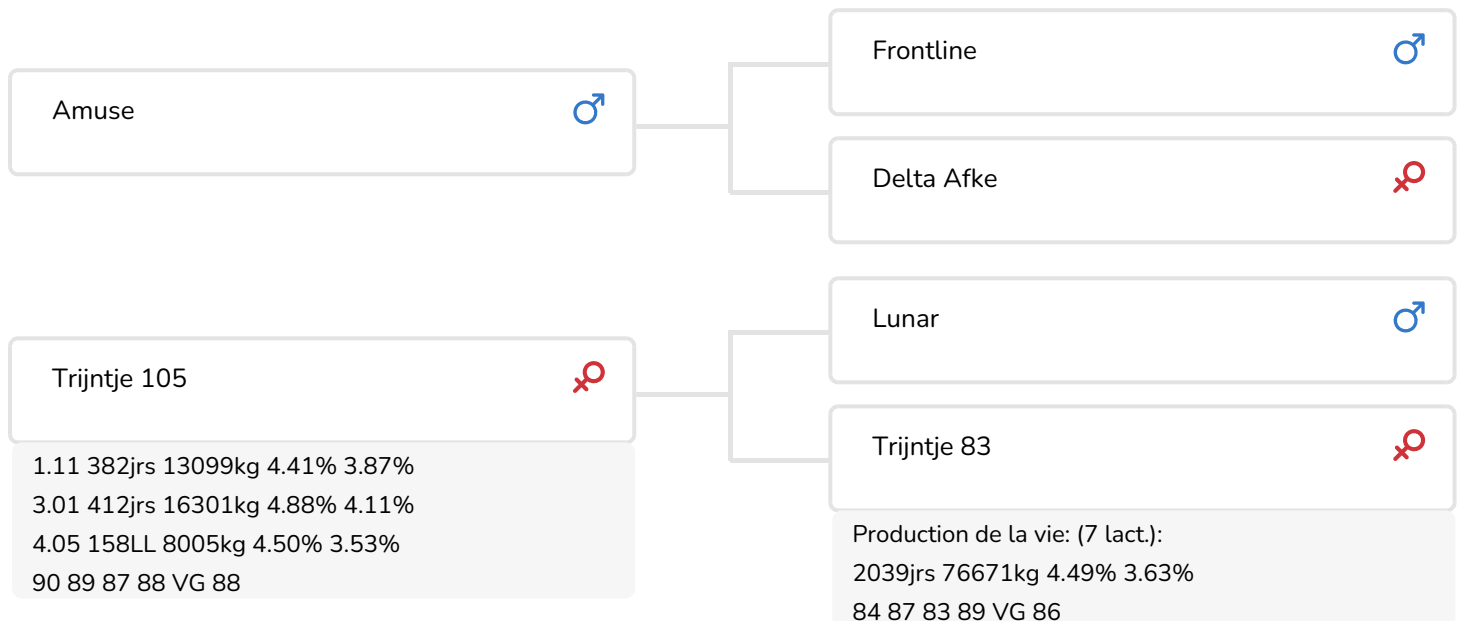 Amuse
Frontline
Delta Afke
Trijntje 105
1.11 382jrs 13099kg 4.41% 3.87%
3.01 412jrs 16301kg 4.88% 4.11%
4.05 158LL 8005kg 4.50% 3.53%
90 89 87 88 VG 88
Lunar
Trijntje 83
Production de la vie: (7 lact.):
2039jrs 76671kg 4.49% 3.63%
84 87 83 89 VG 86